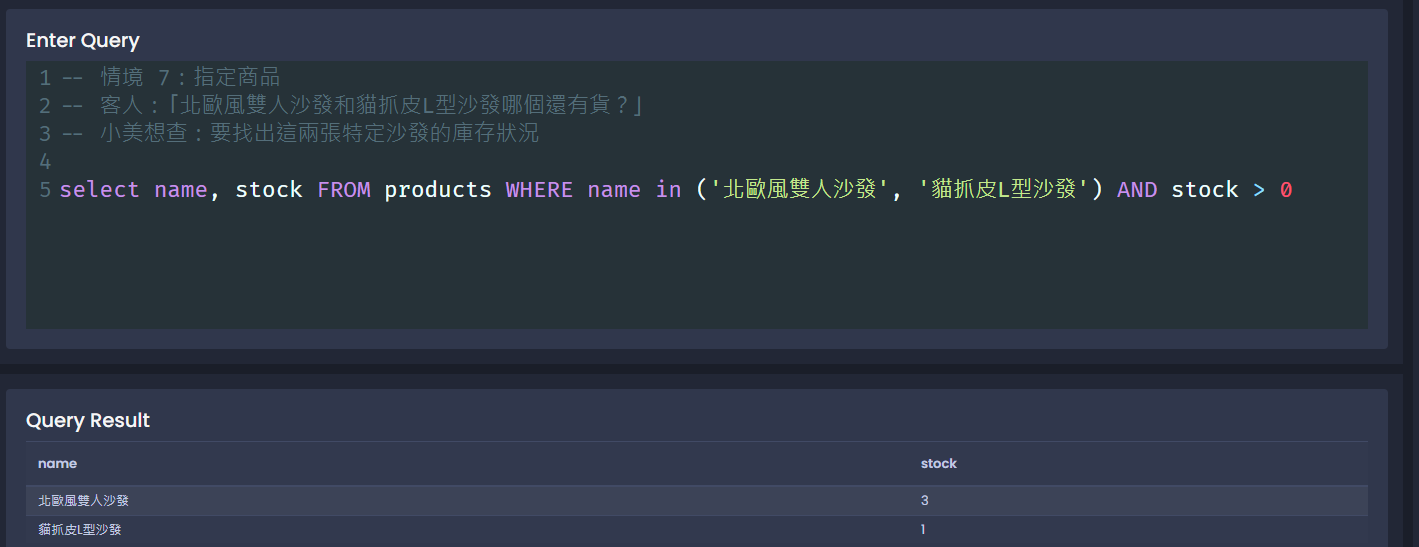 Enter Query
1 -- 情境 7：指定商品
2 -- 客人：「北歐風雙人沙發和貓抓皮L型沙發哪個還有貨？」
3 -- 小美想查：要找出這兩張特定沙發的庫存狀況
4
5 select name, stock FROM products WHERE name in ('北歐風雙人沙發', '貓抓皮L型沙發') AND stock > 0
Query Result
name stock
北歐風雙人沙發 3
貓抓皮L型沙發 1